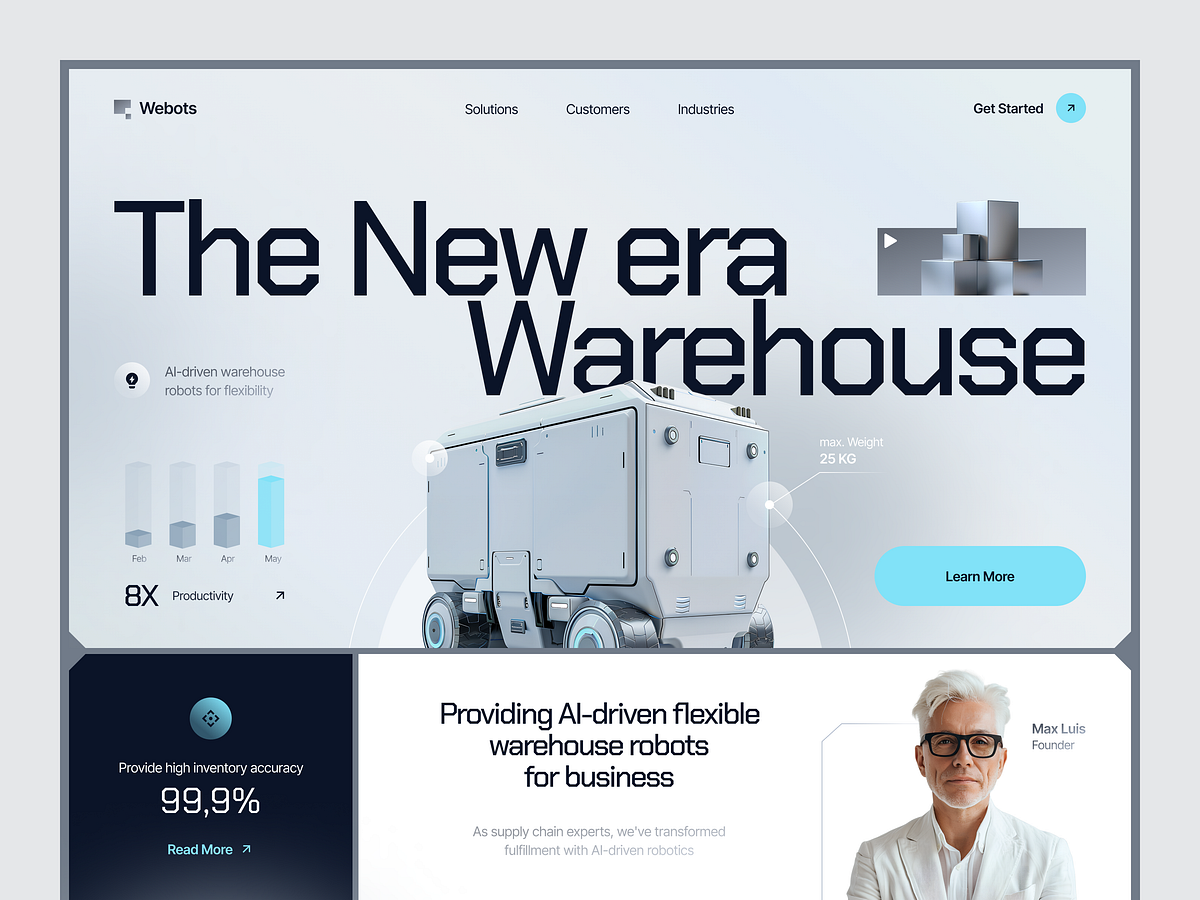 Webots
Solutions
Customers
Industries
Get Started
The New era
Warehouse
AI-driven warehouse
robots for flexibility
max. Weight
25 KG
Feb
Mar
Apr
May
8X
Productivity
Learn More
Provide high inventory accuracy
99,9%
Read More
Providing AI-driven flexible
warehouse robots
for business
As supply chain experts, we've transformed
fulfillment with AI-driven robotics
Max Luis
Founder